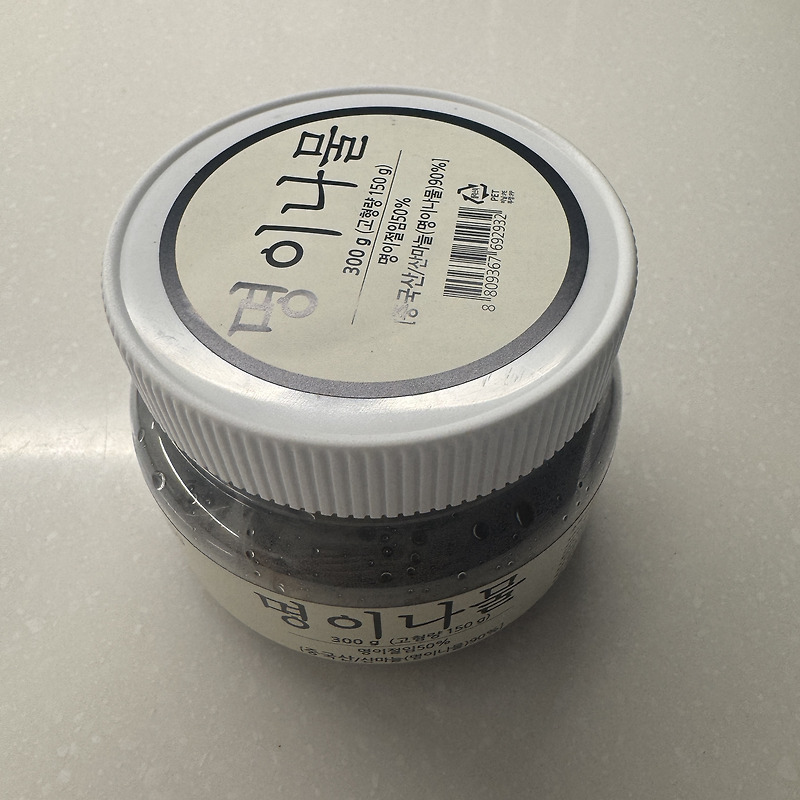 명이나물
300 g (고형량 150 g)
명이절임50%
[중국산/산마늘(명이나물)90%]
PET
8 809367 692932
명이나물
300 g (고형량 150 g)
명이절임50%
[중국산/산마늘(명이나물)90%]